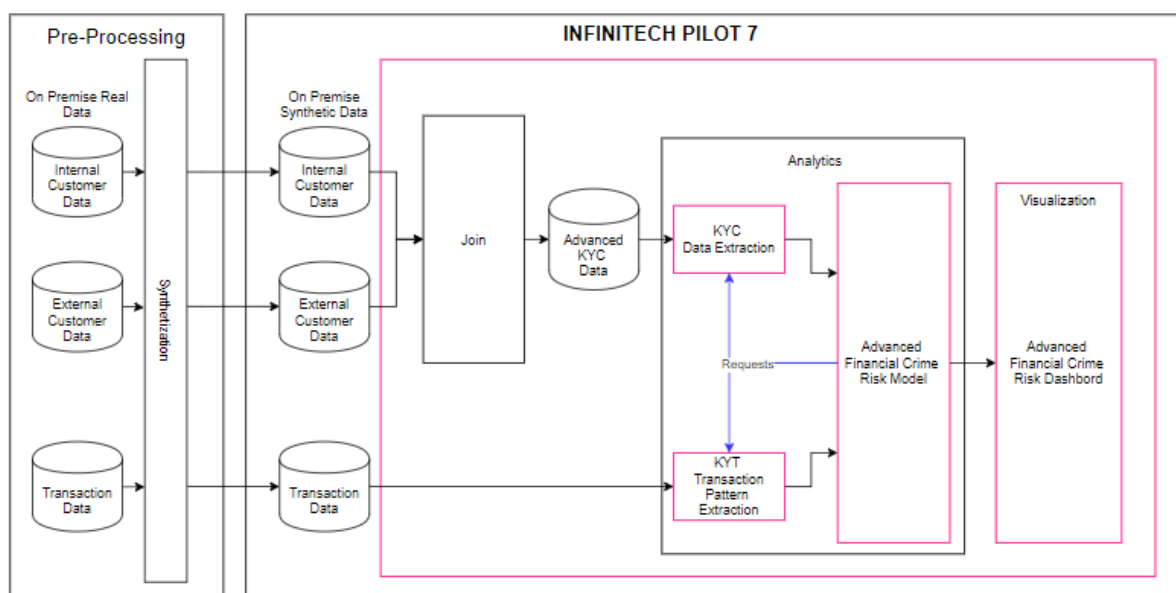 Pre-Processing
INFINITECH PILOT 7
On Premise Real
Data
Internal
Customer
Data
External
Customer
Data
Transaction
Data
Synthetization
On Premise
Synthetic Data
Internal
Customer
Data
External
Customer
Data
Transaction
Data
Join
Advanced
KYC
Data
Analytics
KYC
Data Extraction
Requests
KYT
Transaction
Pattern
Extraction
Advanced
Financial Crime
Risk Model
Visualization
Advanced
Financial Crime
Risk Dashbord